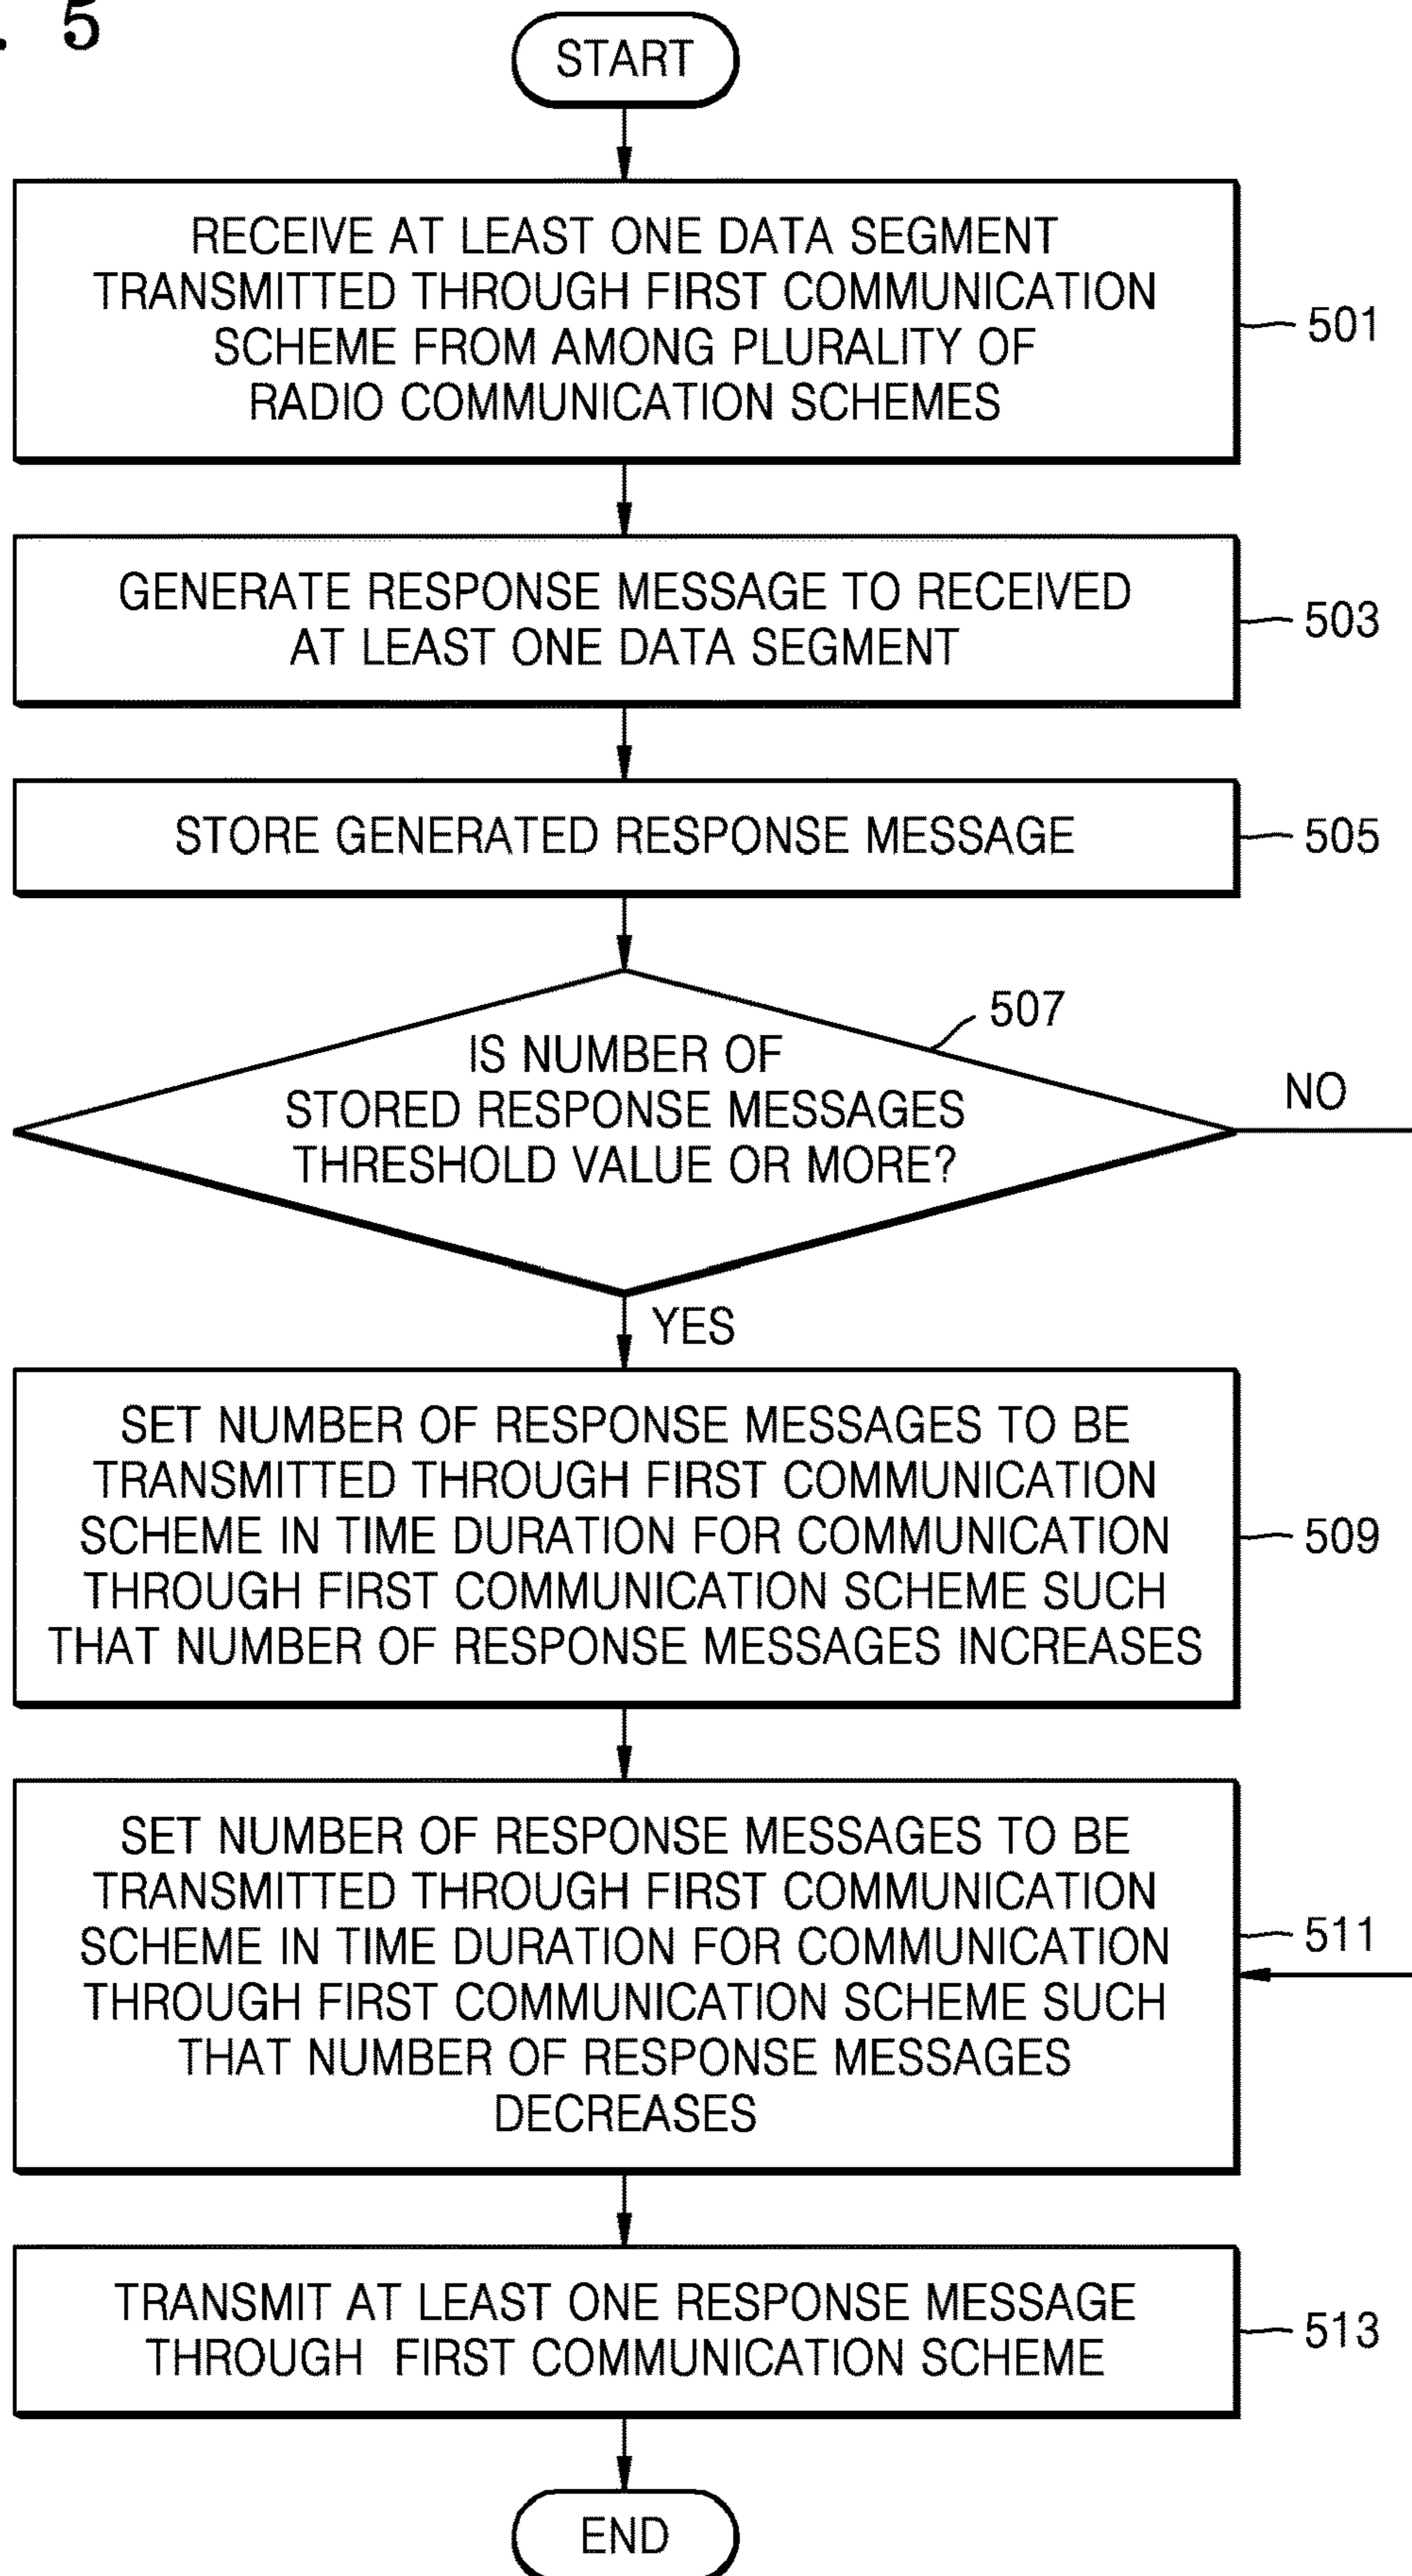 . 5
START
RECEIVE AT LEAST ONE DATA SEGMENT
TRANSMITTED THROUGH FIRST COMMUNICATION
SCHEME FROM AMONG PLURALITY OF
RADIO COMMUNICATION SCHEMES
501
GENERATE RESPONSE MESSAGE TO RECEIVED
AT LEAST ONE DATA SEGMENT
503
STORE GENERATED RESPONSE MESSAGE
505
507
IS NUMBER OF
STORED RESPONSE MESSAGES
THRESHOLD VALUE OR MORE?
NO
YES
SET NUMBER OF RESPONSE MESSAGES TO BE
TRANSMITTED THROUGH FIRST COMMUNICATION
SCHEME IN TIME DURATION FOR COMMUNICATION
THROUGH FIRST COMMUNICATION SCHEME SUCH
THAT NUMBER OF RESPONSE MESSAGES INCREASES
509
SET NUMBER OF RESPONSE MESSAGES TO BE
TRANSMITTED THROUGH FIRST COMMUNICATION
SCHEME IN TIME DURATION FOR COMMUNICATION
THROUGH FIRST COMMUNICATION SCHEME SUCH
THAT NUMBER OF RESPONSE MESSAGES
DECREASES
511
TRANSMIT AT LEAST ONE RESPONSE MESSAGE
THROUGH FIRST COMMUNICATION SCHEME
513
END